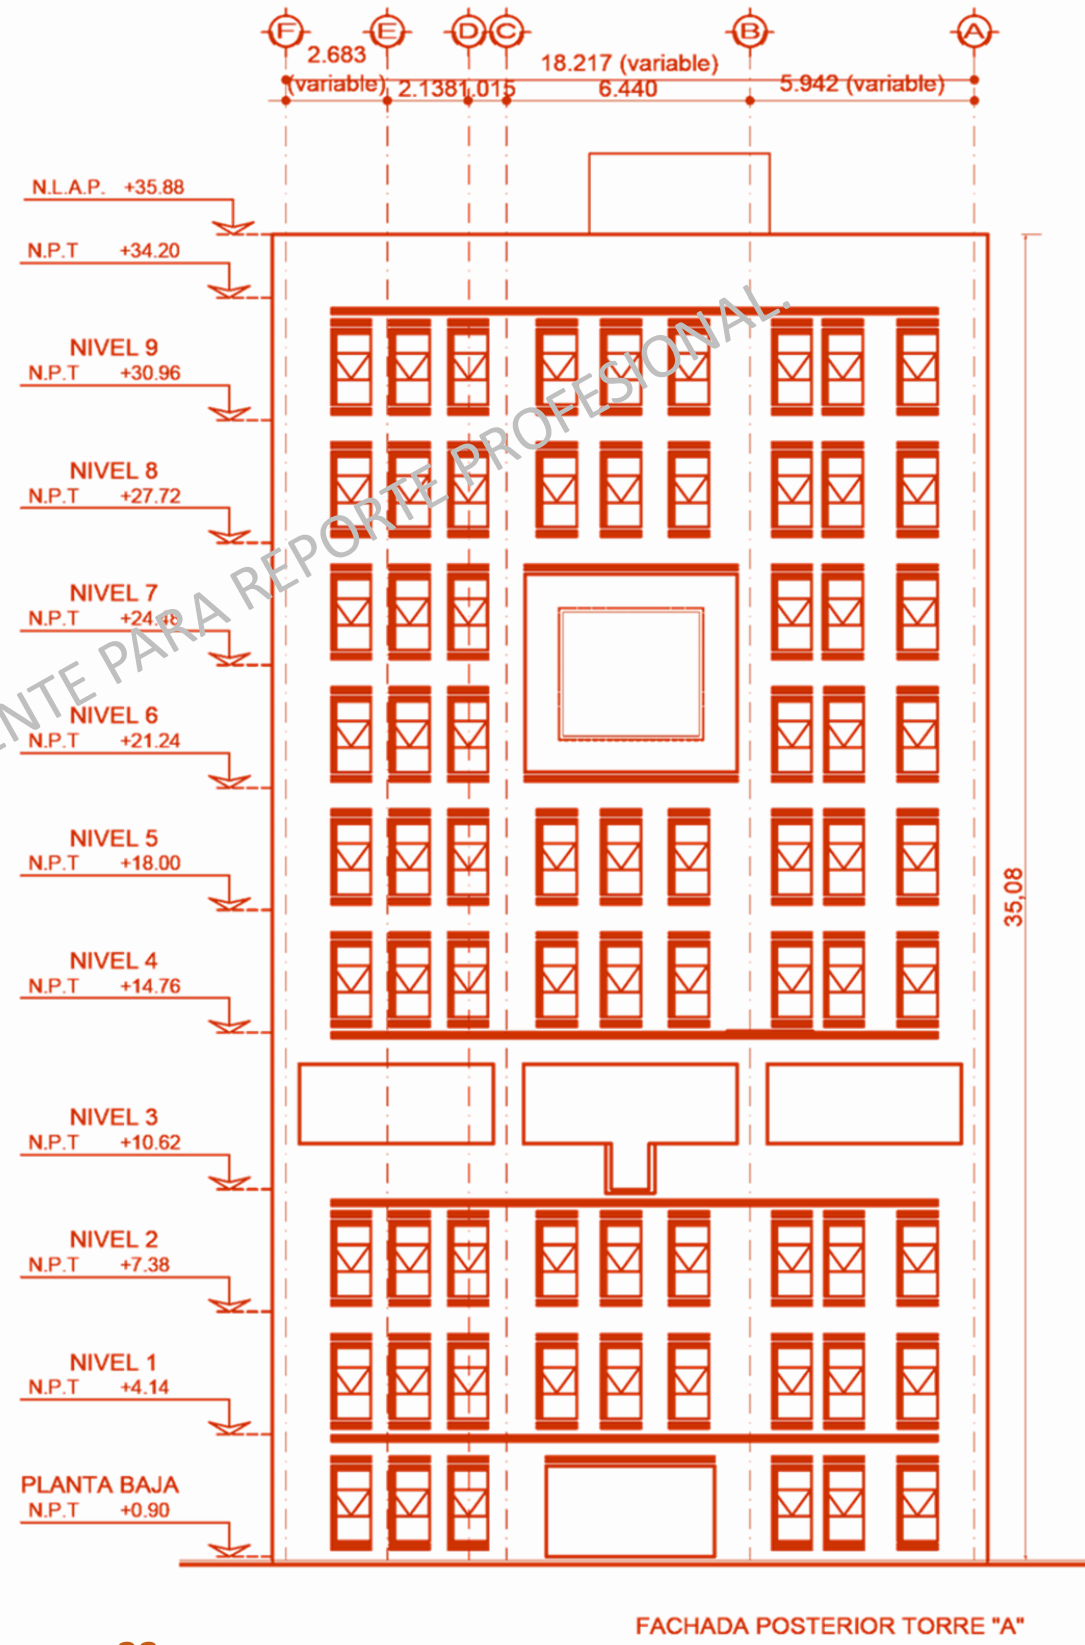 F E D C B A
2.683
(variable)
18.217 (variable)
2.138 1.015 6.440 5.942 (variable)
N.L.A.P. +35.88
N.P.T +34.20
NIVEL 9
N.P.T +30.96
NIVEL 8
N.P.T +27.72
NIVEL 7
N.P.T +24.48
NIVEL 6
N.P.T +21.24
NIVEL 5
N.P.T +18.00
NIVEL 4
N.P.T +14.76
NIVEL 3
N.P.T +10.62
NIVEL 2
N.P.T +7.38
NIVEL 1
N.P.T +4.14
PLANTA BAJA
N.P.T +0.90
35,08
PARA REPORTE PROFESIONAL.
FACHADA POSTERIOR TORRE "A"